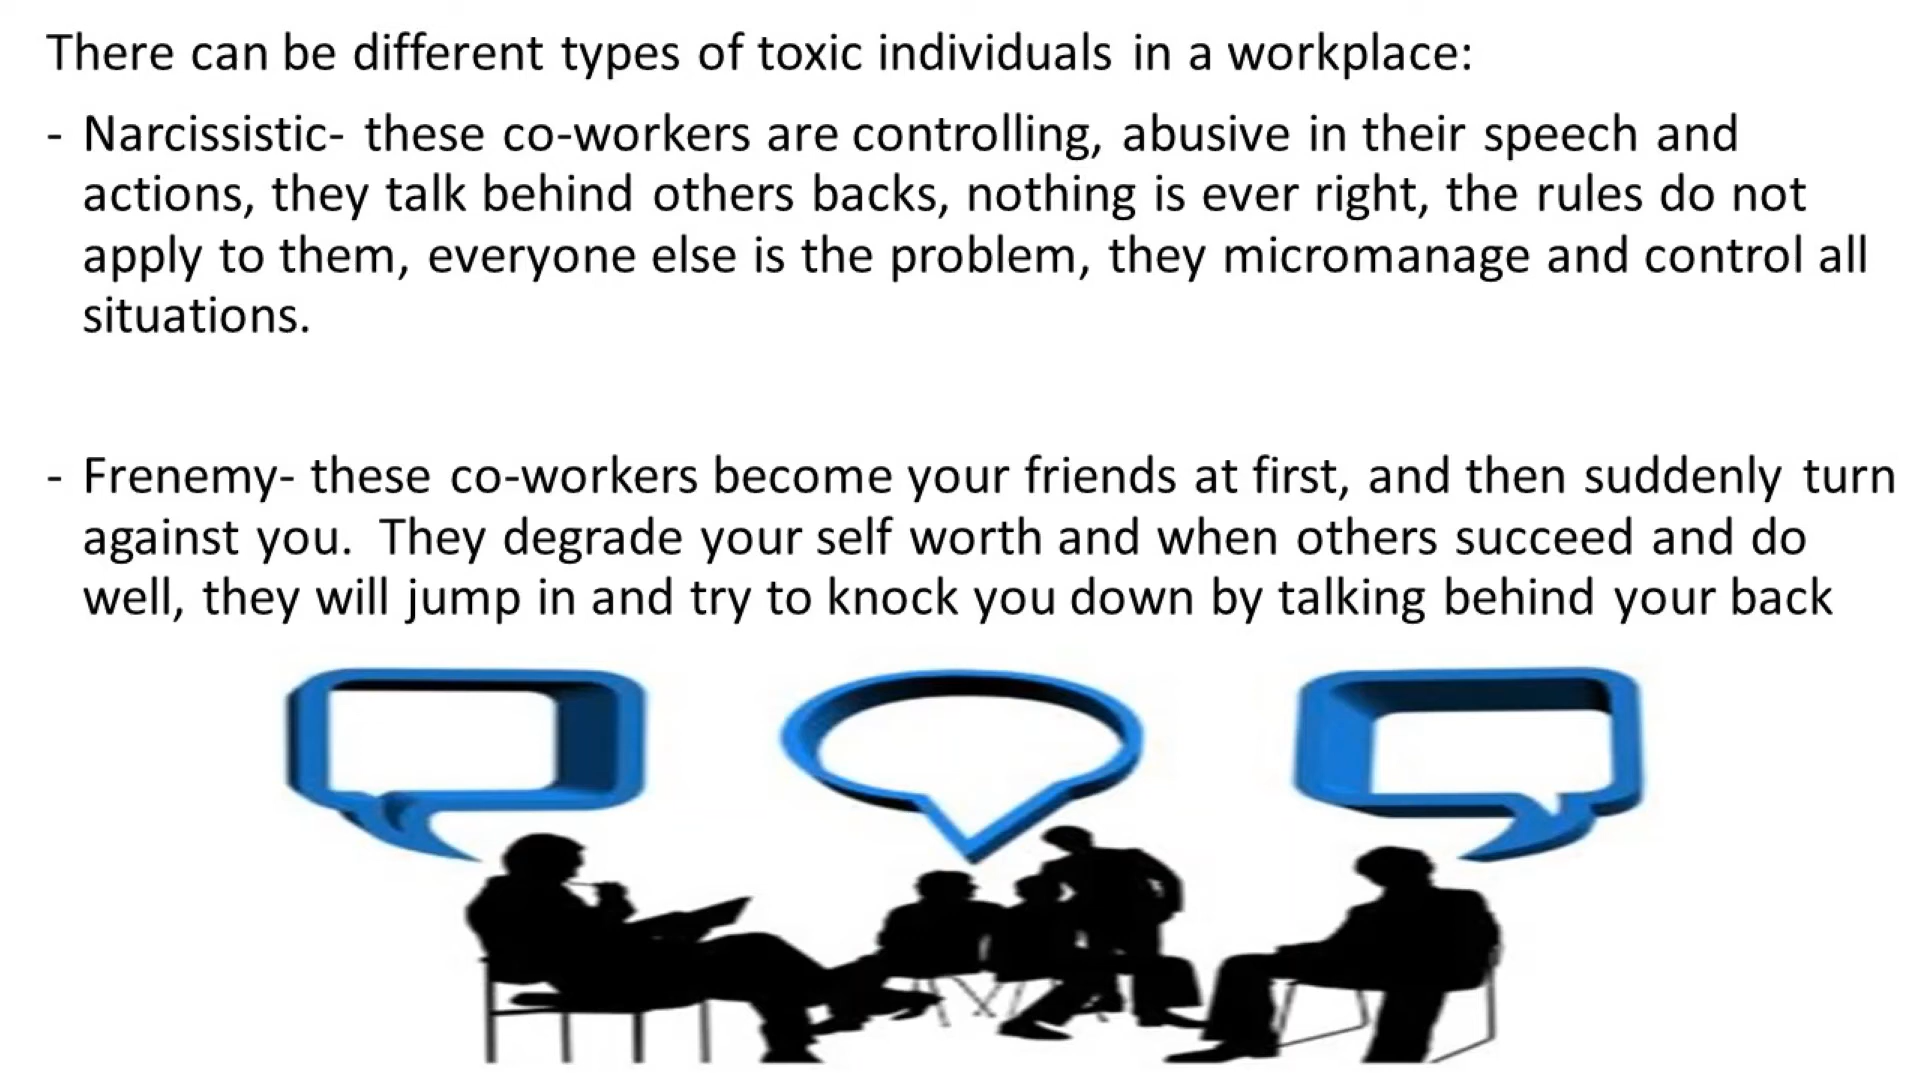 There can be different types of toxic individuals in a workplace:
- Narcissistic- these co-workers are controlling, abusive in their speech and
actions, they talk behind others backs, nothing is ever right, the rules do not
apply to them, everyone else is the problem, they micromanage and control all
situations.
- Frenemy- these co-workers become your friends at first, and then suddenly turn
against you. They degrade your self worth and when others succeed and do
well, they will jump in and try to knock you down by talking behind your back